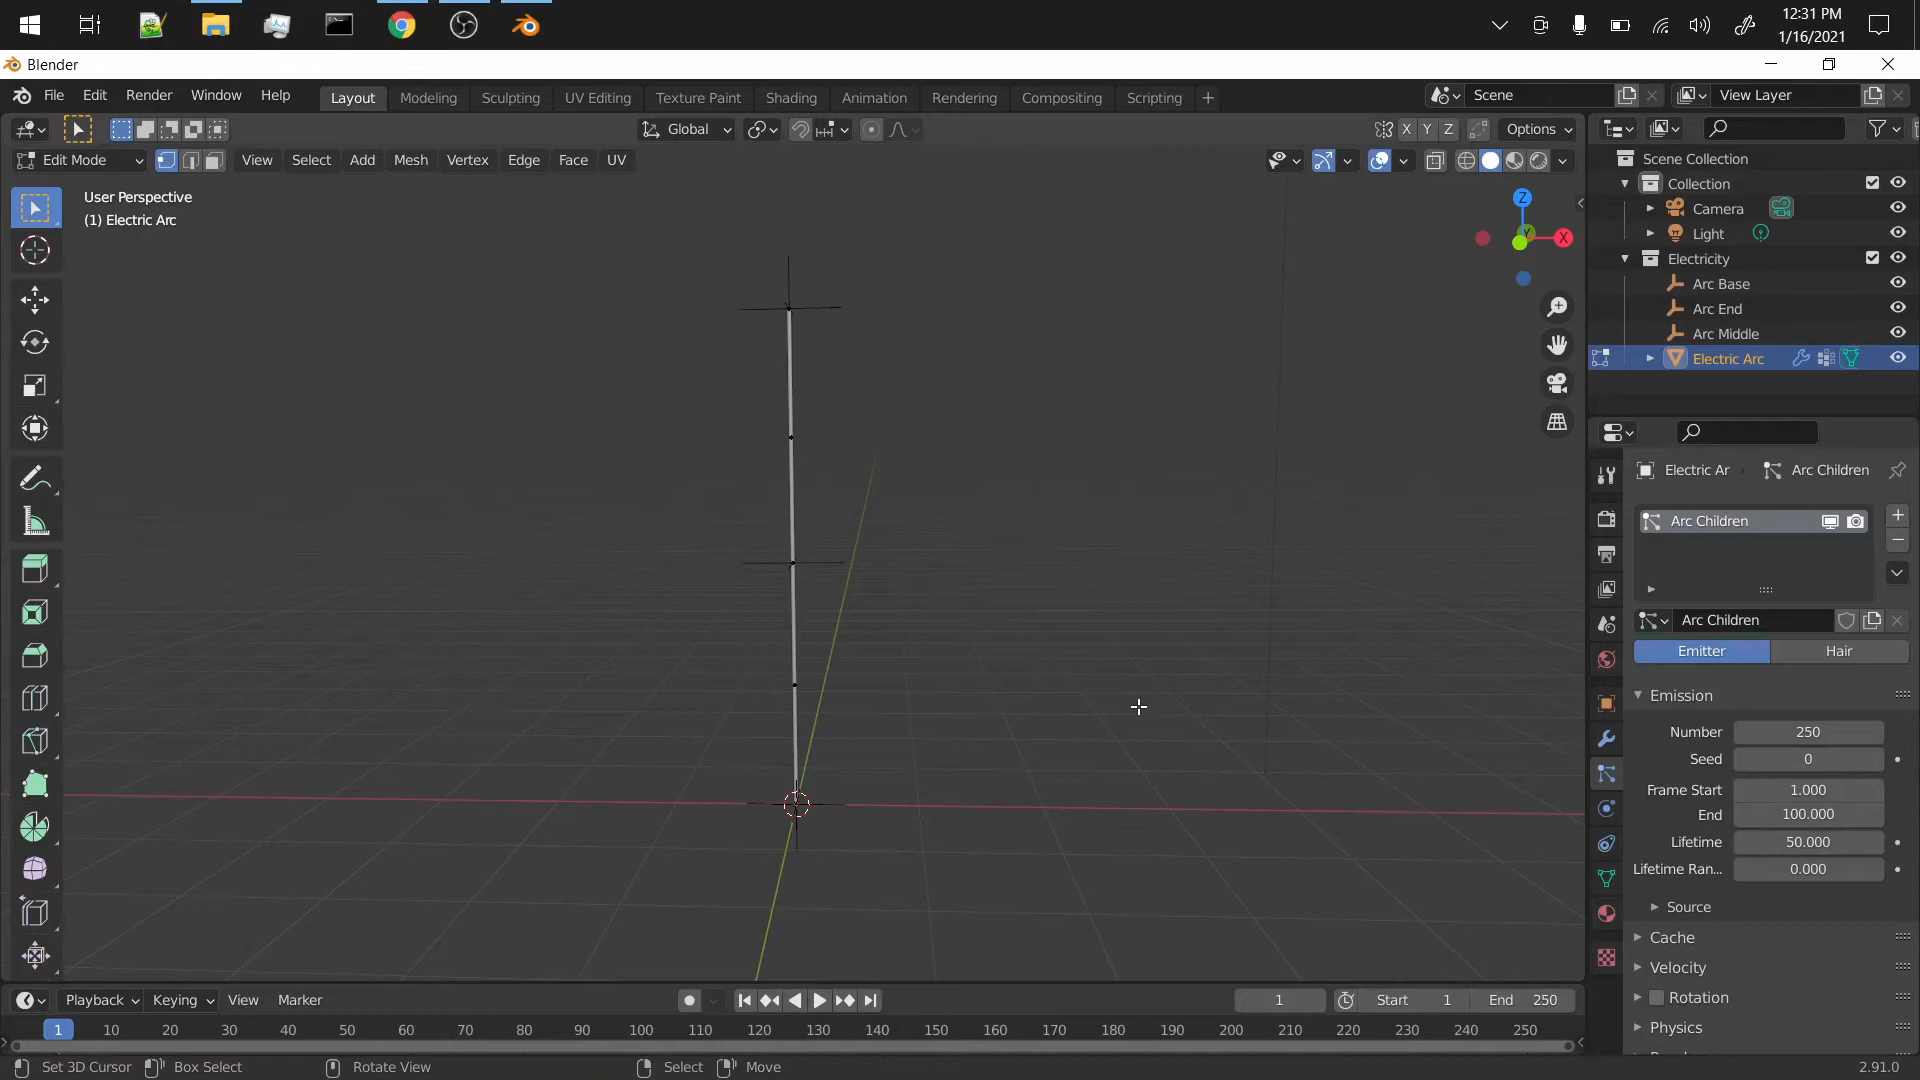 12:31 PM
1/16/2021
Blender
File Edit Render Window Help Layout Modeling Sculpting UV Editing Texture Paint Shading Animation Rendering Compositing Scripting + Scene View Layer
Global X Y Z Options
Edit Mode View Select Add Mesh Vertex Edge Face UV
User Perspective
(1) Electric Arc
Z
Y
X
Scene Collection
Collection
Camera
Light
Electricity
Arc Base
Arc End
Arc Middle
Electric Arc
Electric Ar Arc Children
Arc Children
Arc Children
Emitter Hair
Emission
Number 250
Seed 0
Frame Start 1.000
End 100.000
Lifetime 50.000
Lifetime Ran... 0.000
Source
Cache
Velocity
Rotation
Physics
Playback Keying View Marker 1 Start 1 End 250
1 10 20 30 40 50 60 70 80 90 100 110 120 130 140 150 160 170 180 190 200 210 220 230 240 250
Set 3D Cursor Box Select Rotate View Select Move 2.91.0